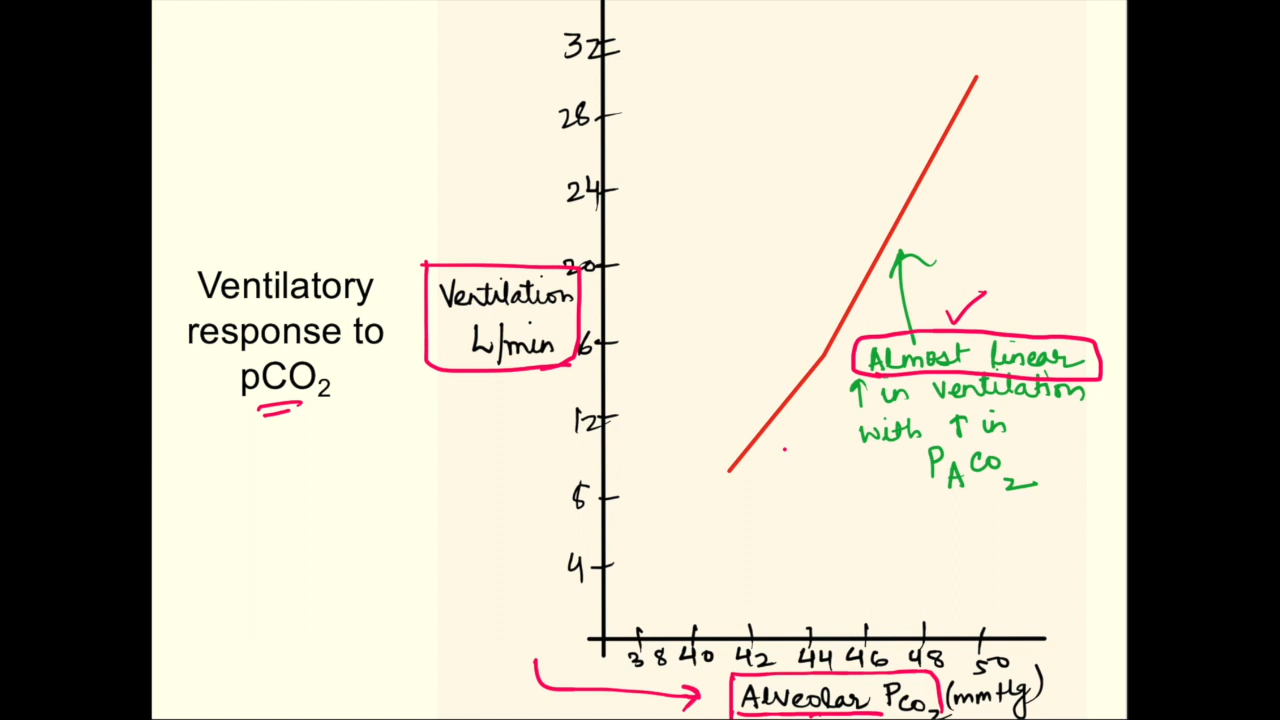 32
28
24
20
16
12
8
4
Ventilatory
response to
pCO₂
Ventilation
L/min
Almost linear
↑ in ventilation
with ↑ in
PACO₂
38 40 42 44 46 48 50
Alveolar PCO₂ (mmHg)